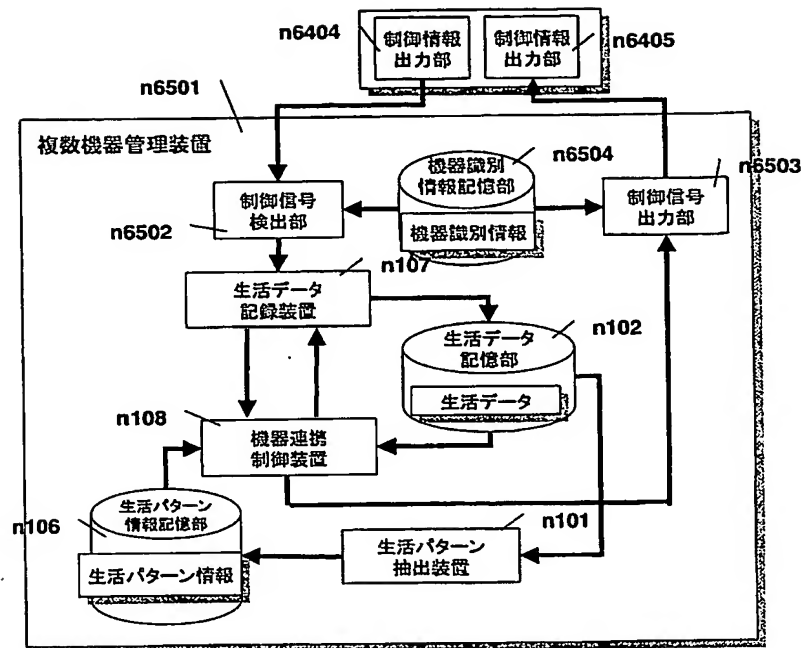 n6404
制御情報
出力部
制御情報
出力部
n6405
n6501
複数機器管理装置
機器識別
情報記憶部
機器識別情報
n6504
n6503
制御信号
検出部
n6502
制御信号
出力部
n107
生活データ
記録装置
生活データ
記憶部
生活データ
n102
n108
機器連携
制御装置
生活パターン
情報記憶部
n106
生活パターン情報
n101
生活パターン
抽出装置